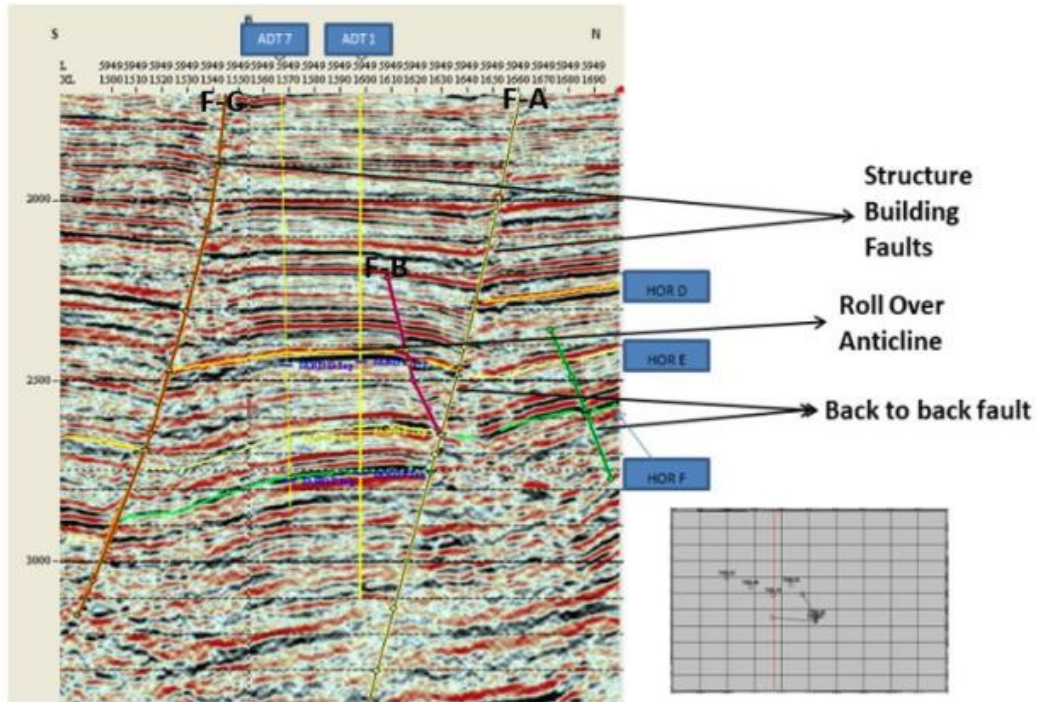 S
N
ADT 7
ADT 1
5949 5949 5949 5949 5949 5949 5949 5949 5949 5949 5949 5949 5949 5949 5949 5949 5949 5949 5949 5949
1500 1510 1520 1530 1540 1550 1560 1570 1580 1590 1600 1610 1620 1630 1640 1650 1660 1670 1680 1690
F-C
F-A
Structure
Building
Faults
2000
F-B
HOR D
Roll Over
Anticline
HOR E
2500
Back to back fault
HOR F
3000